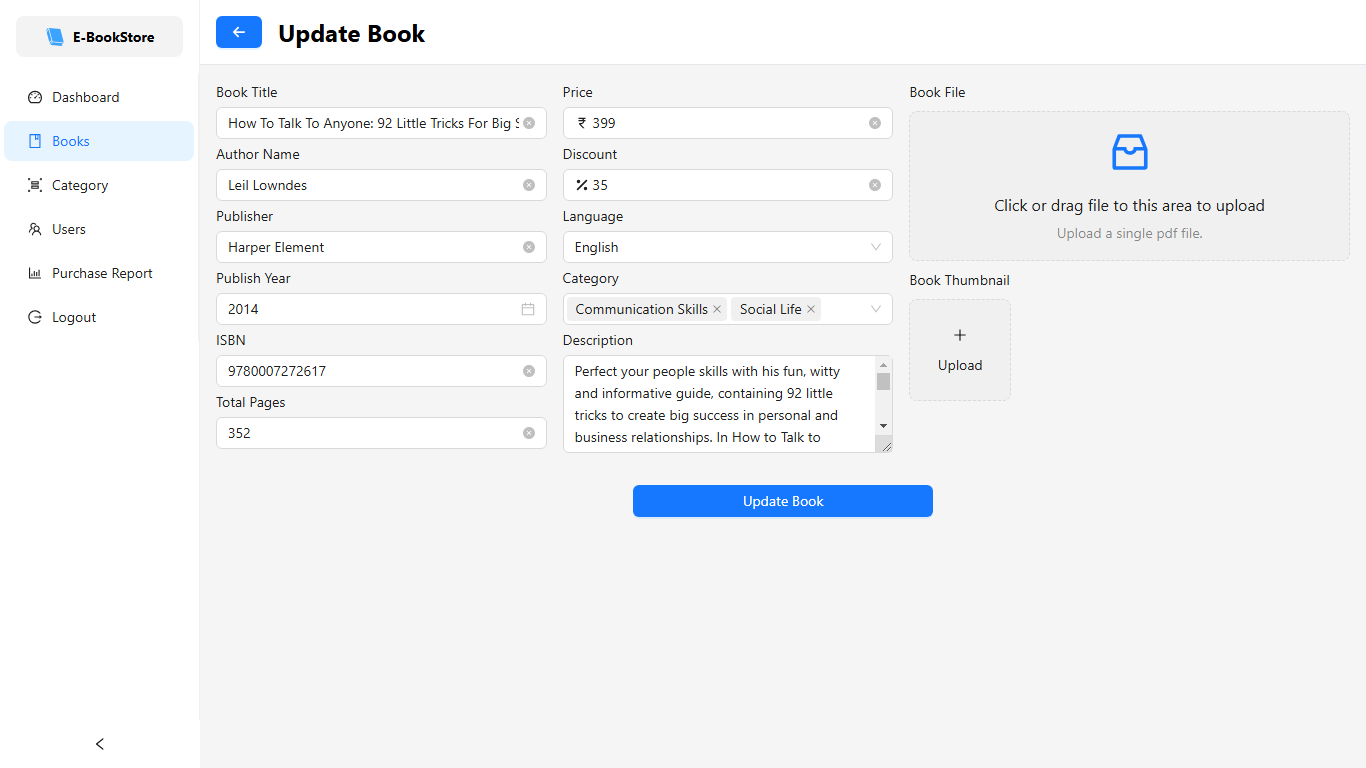 E-BookStore
Dashboard
Books
Category
Users
Purchase Report
Logout
Update Book
Book Title
How To Talk To Anyone: 92 Little Tricks For Big S
Author Name
Leil Lowndes
Publisher
Harper Element
Publish Year
2014
ISBN
9780007272617
Total Pages
352
Price
₹ 399
Discount
% 35
Language
English
Category
Communication Skills × Social Life ×
Description
Perfect your people skills with his fun, witty
and informative guide, containing 92 little
tricks to create big success in personal and
business relationships. In How to Talk to
Book File
Click or drag file to this area to upload
Upload a single pdf file.
Book Thumbnail
+
Upload
Update Book